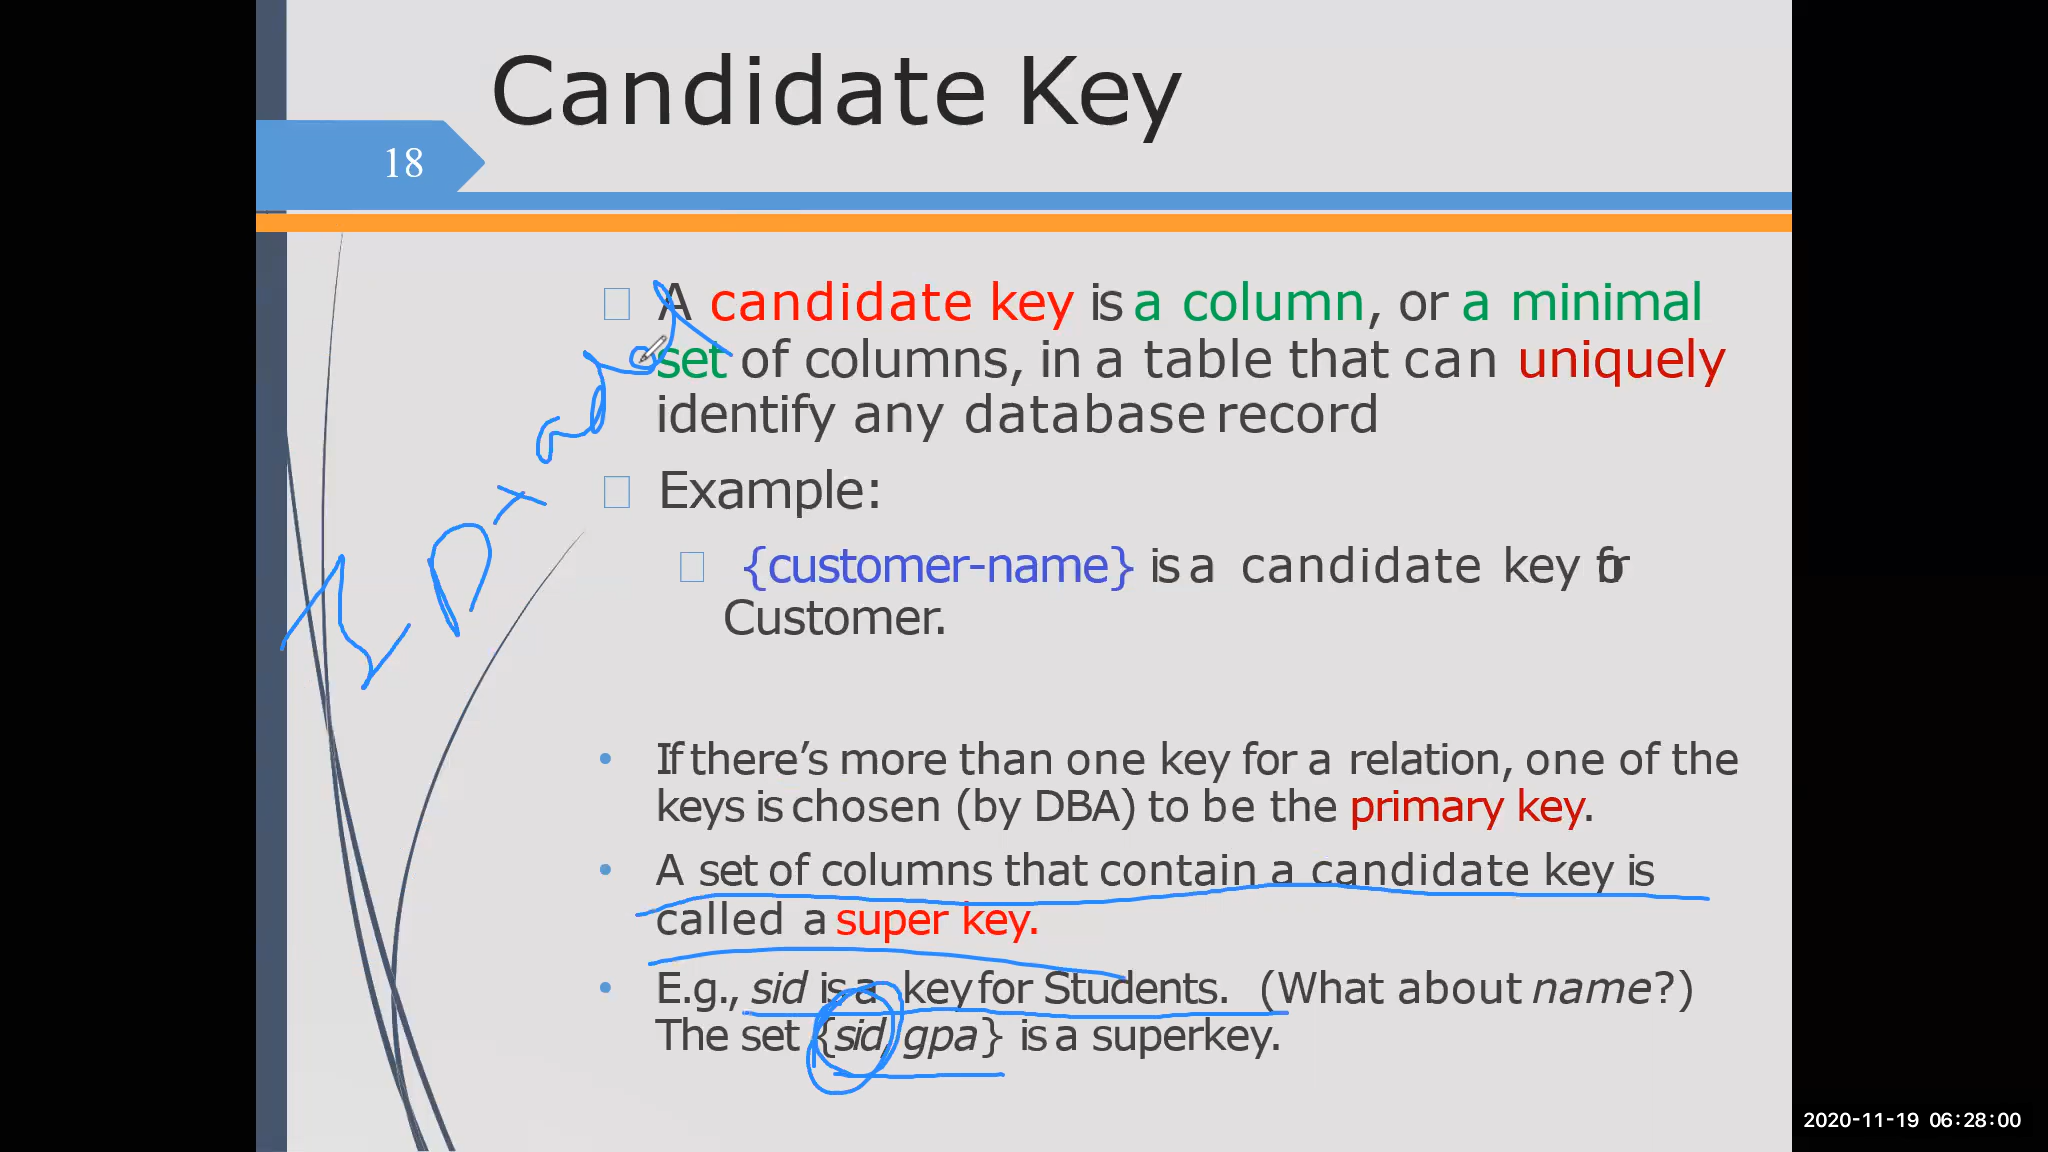 Candidate Key
18
A candidate key is a column, or a minimal
set of columns, in a table that can uniquely
identify any database record
Example:
{customer-name} is a candidate key for
Customer.
ID +
If there’s more than one key for a relation, one of the
keys is chosen (by DBA) to be the primary key.
A set of columns that contain a candidate key is
called a super key.
E.g., sid is a key for Students. (What about name?)
The set {sid, gpa} is a superkey.
2020-11-19 06:28:00